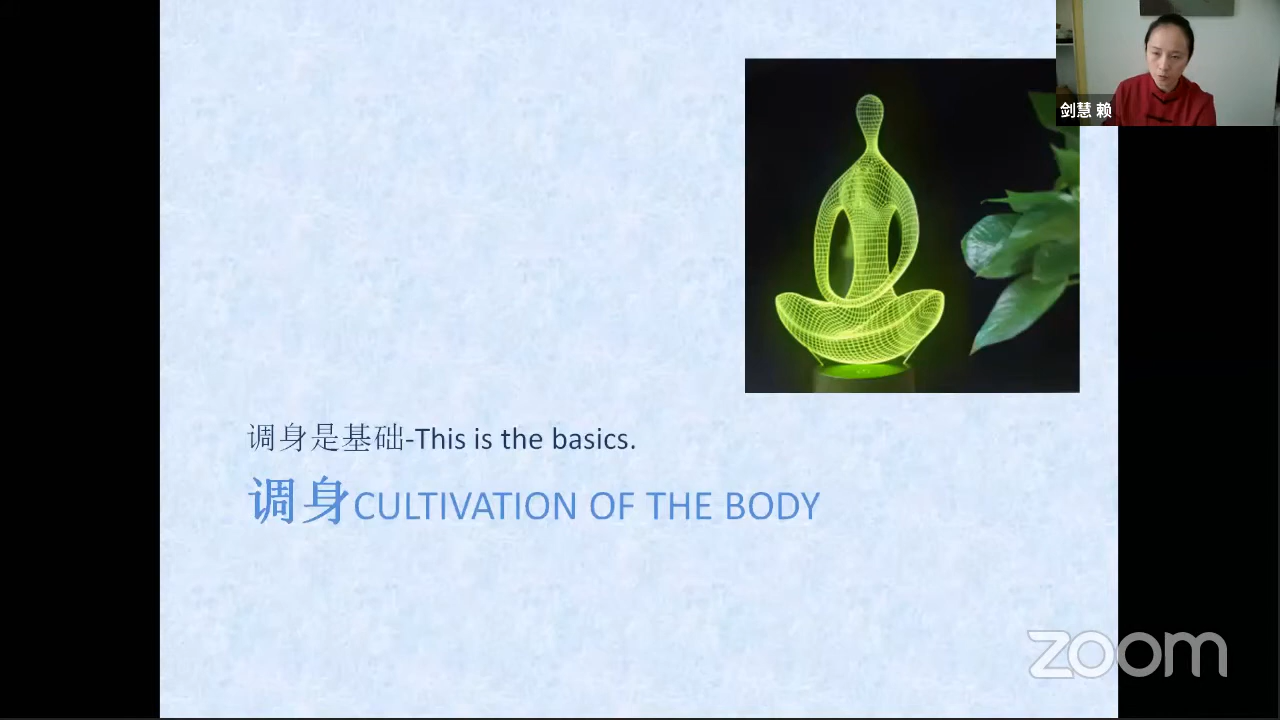 剑慧 赖
调身是基础-This is the basics.
调身CULTIVATION OF THE BODY
zoom